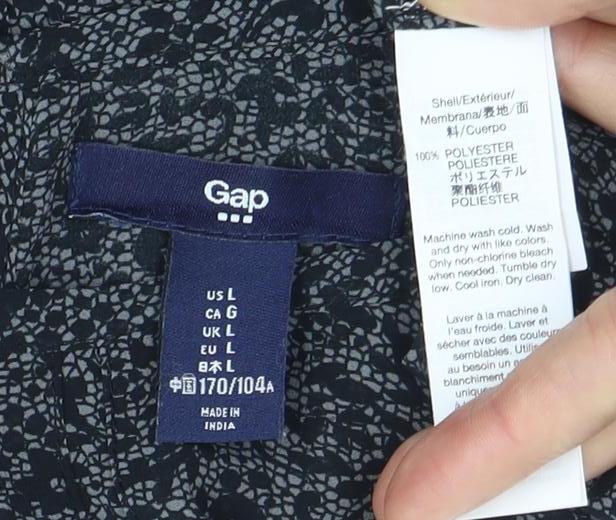 Gap
US L
CA G
UK L
EU L
日本 L
中国 170/104A
MADE IN
INDIA
Shell/Extérieur/
Membrana/表地/面
料/Cuerpo
100% POLYESTER
POLIESTERE
ポリエステル
聚酯纤维
POLIESTER
Machine wash cold. Wash
and dry with like colors.
Only non-chlorine bleach
when needed. Tumble dry
low. Cool iron. Dry clean.
Laver à la machine à
l'eau froide. Laver et
sécher avec des couleurs
semblables.
au besoin un
blanchiment